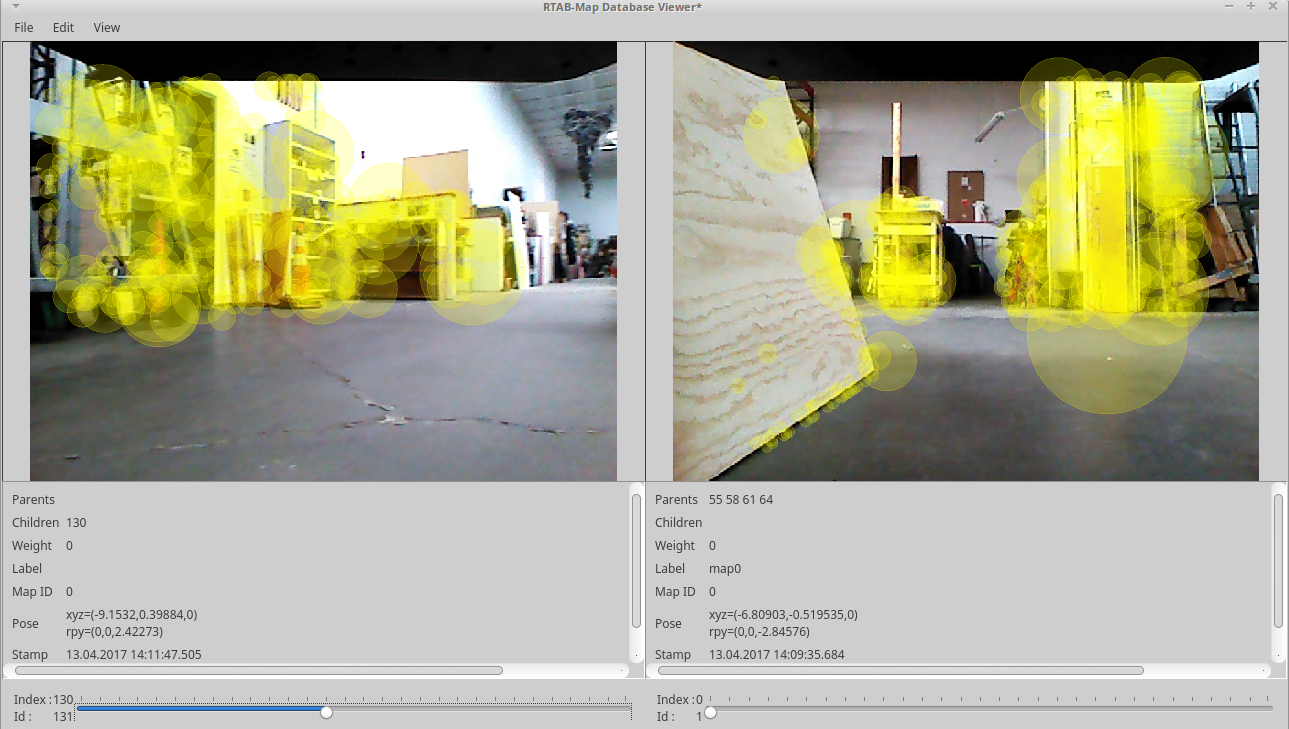 RTAB-Map Database Viewer*
File Edit View
Parents
Children 130
Weight 0
Label
Map ID 0
Pose xyz=(-9.1532,0.39884,0)
rpy=(0,0,2.42273)
Stamp 13.04.2017 14:11:47.505
Index : 130
Id : 131
Parents 55 58 61 64
Children
Weight 0
Label map0
Map ID 0
Pose xyz=(-6.80903,-0.519535,0)
rpy=(0,0,-2.84576)
Stamp 13.04.2017 14:09:35.684
Index : 0
Id : 1